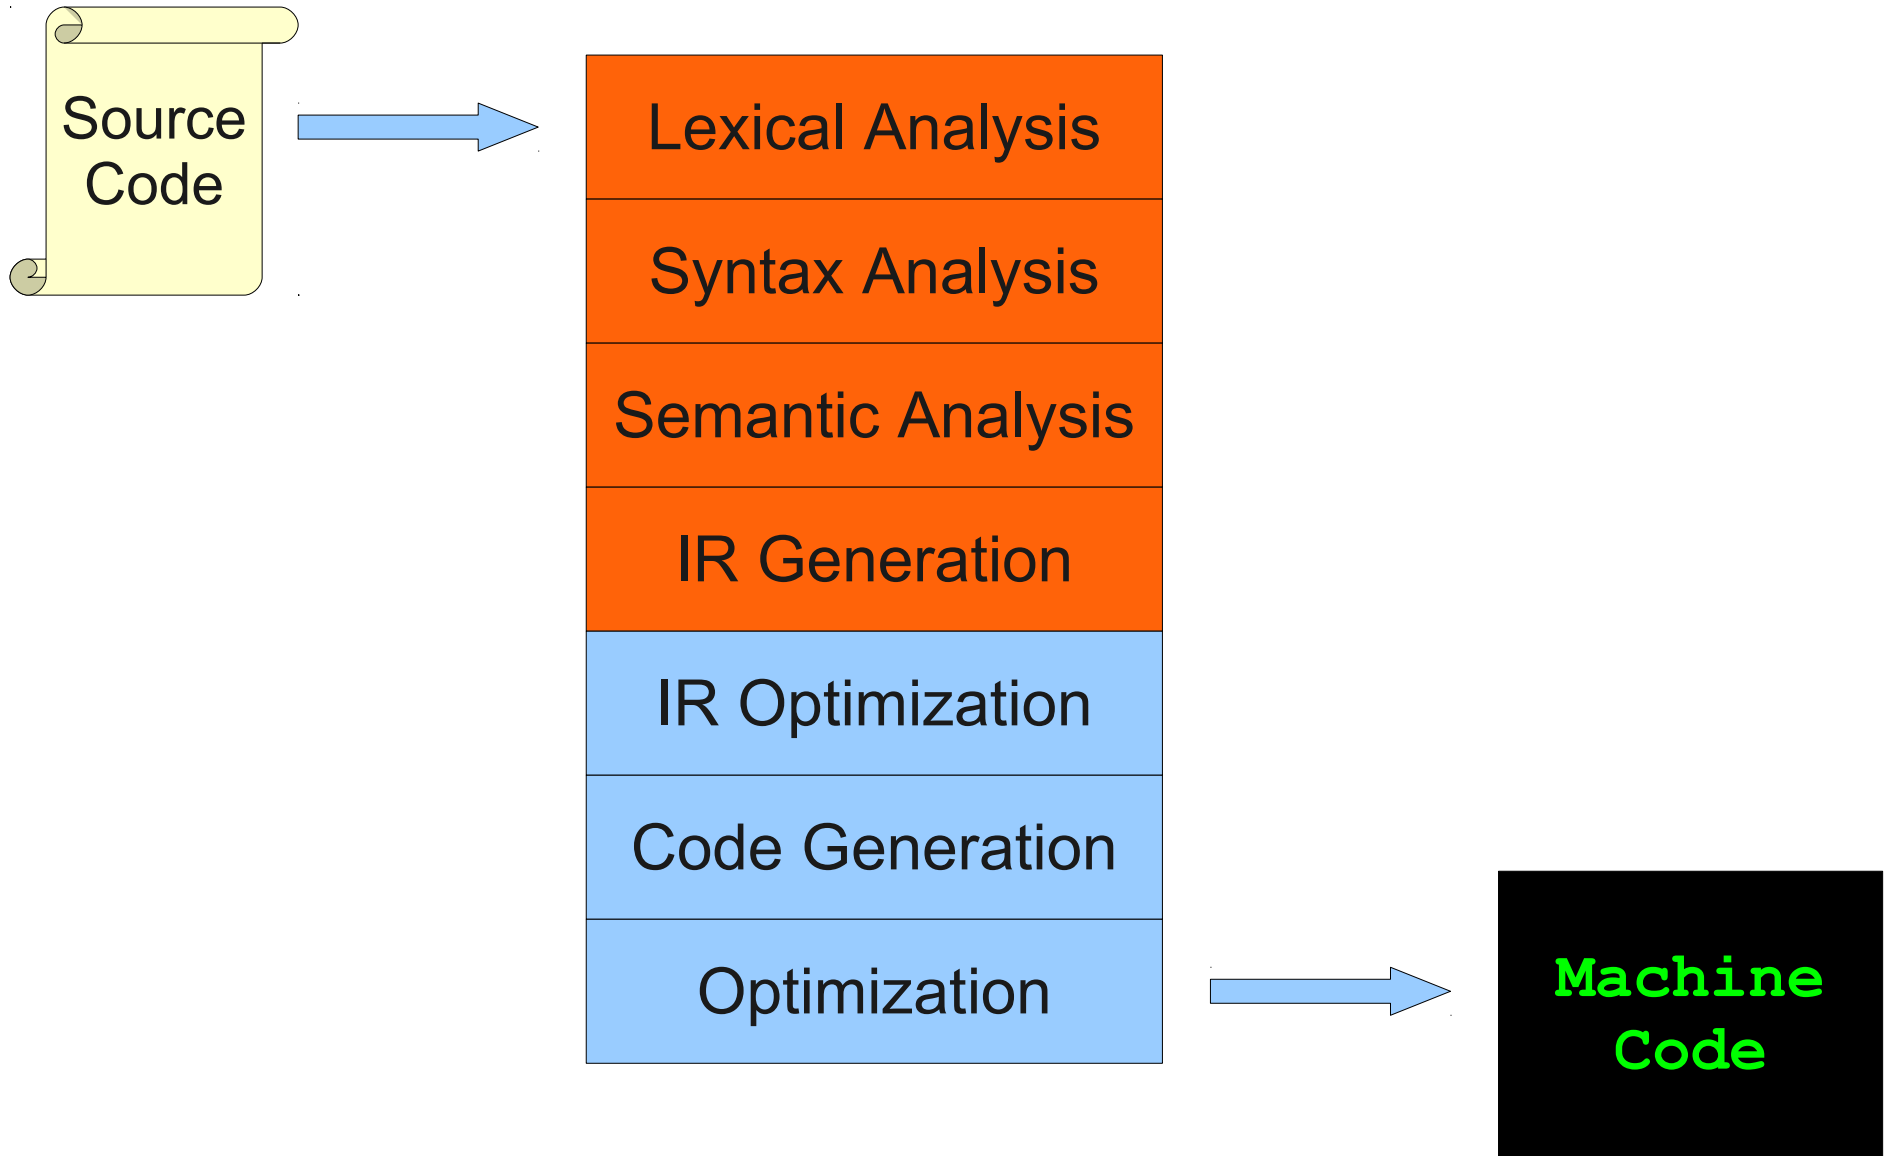 Source
Code
Lexical Analysis
Syntax Analysis
Semantic Analysis
IR Generation
IR Optimization
Code Generation
Optimization
Machine
Code